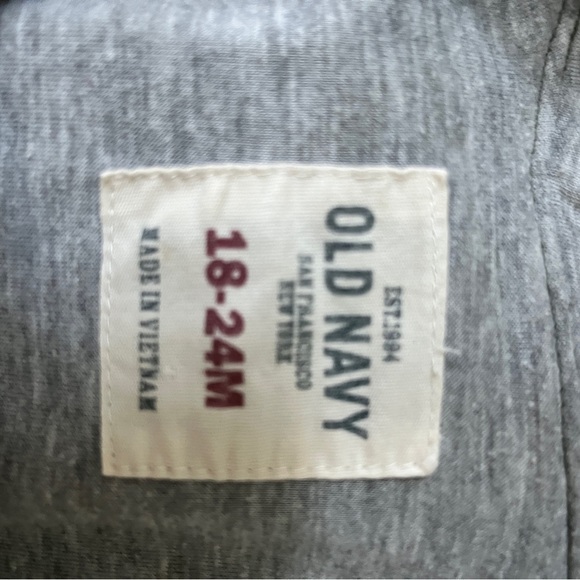 EST.1994
OLD NAVY
SAN FRANCISCO
NEW YORK
18-24M
MADE IN VIETNAM